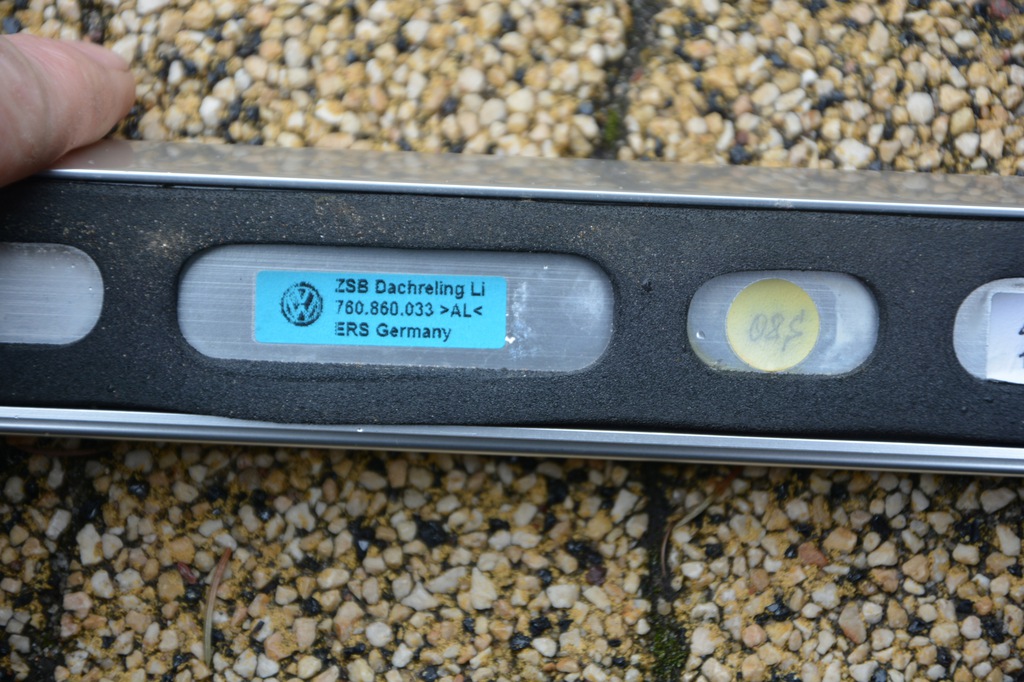 ZSB Dachreling Li
760.860.033 >AL<
ERS Germany